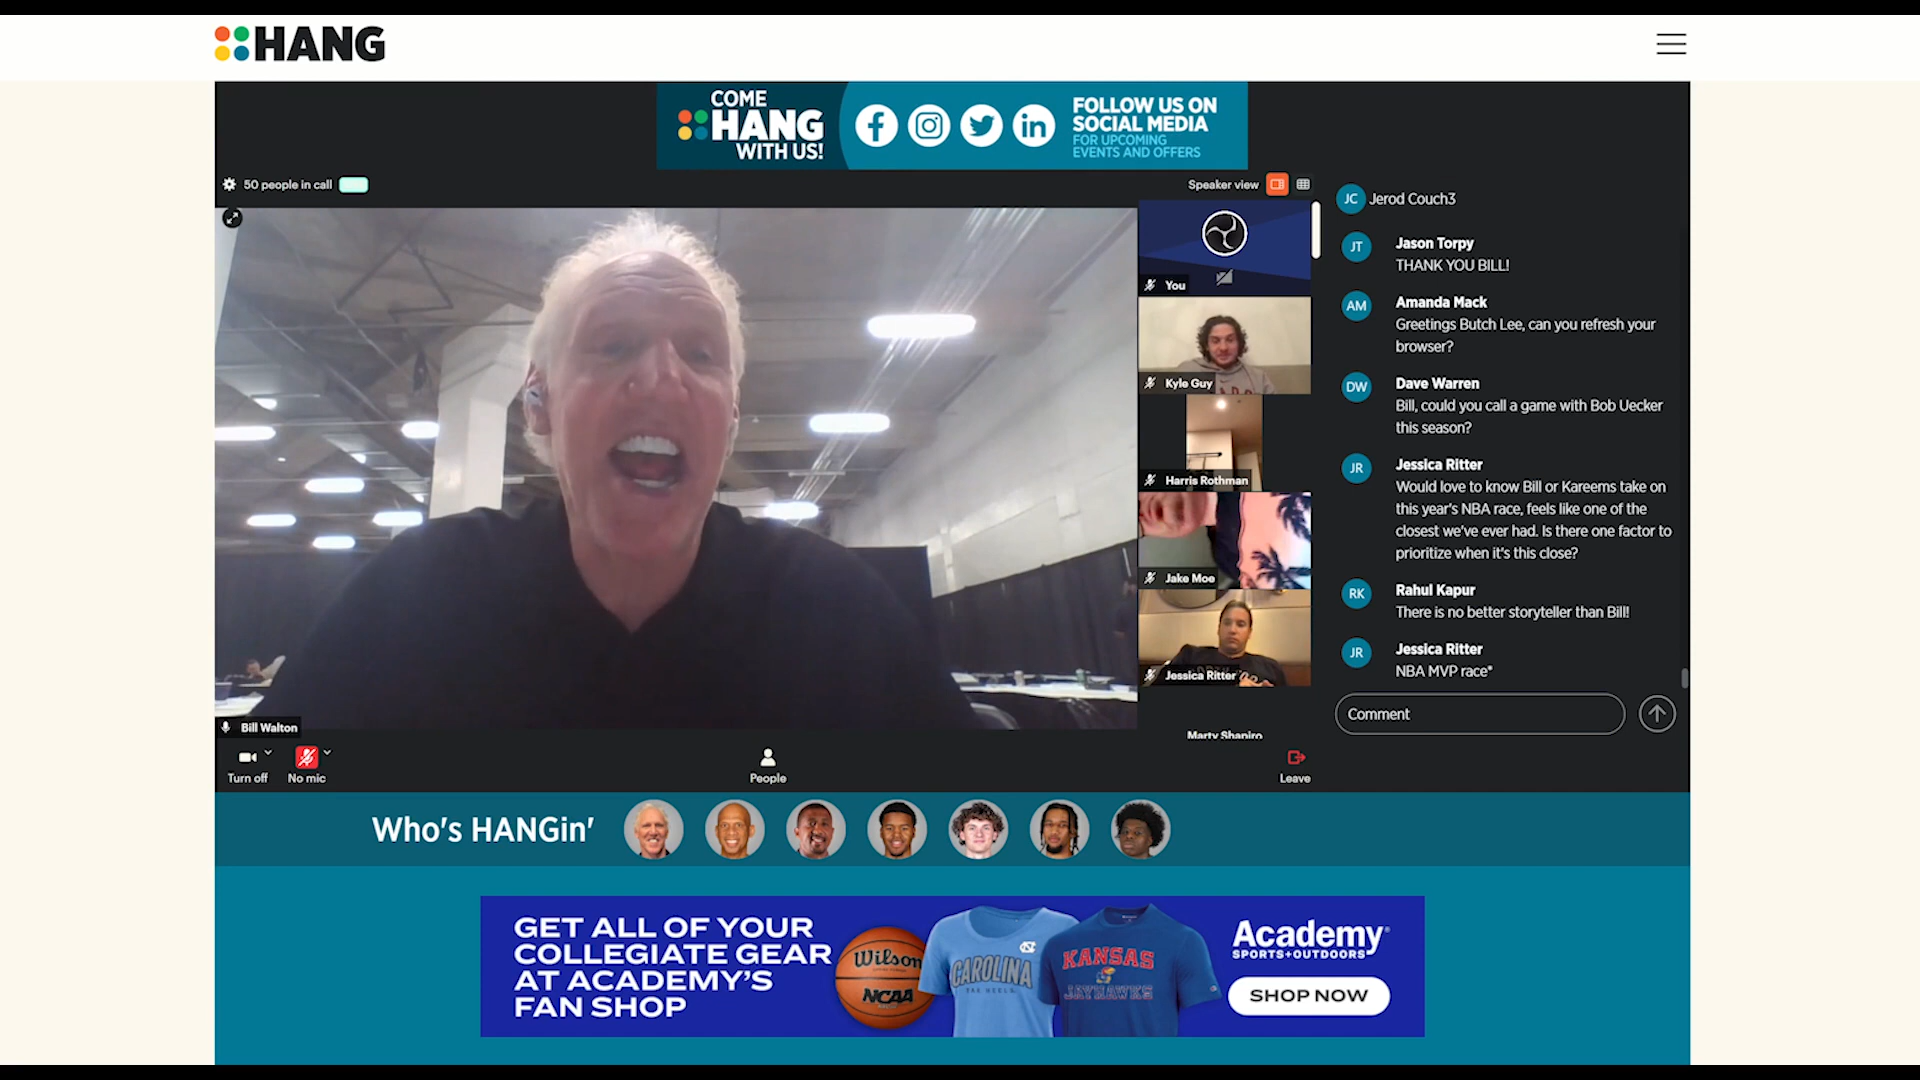 HANG
COME
HANG
WITH US!
FOLLOW US ON
SOCIAL MEDIA
FOR UPCOMING
EVENTS AND OFFERS
50 people in call
Speaker view
You
Kyle Guy
Harris Rothman
Jake Moe
Jessica Ritter
Marty Shapiro
Bill Walton
JC Jerod Couch3
JT Jason Torpy
THANK YOU BILL!
AM Amanda Mack
Greetings Butch Lee, can you refresh your
browser?
DW Dave Warren
Bill, could you call a game with Bob Uecker
this season?
JR Jessica Ritter
Would love to know Bill or Kareems take on
this year's NBA race, feels like one of the
closest we've ever had. Is there one factor to
prioritize when it's this close?
RK Rahul Kapur
There is no better storyteller than Bill!
JR Jessica Ritter
NBA MVP race*
Comment
Turn off
No mic
People
Leave
Who's HANGin'
GET ALL OF YOUR
COLLEGIATE GEAR
AT ACADEMY'S
FAN SHOP
Wilson
NCAA
NC
CAROLINA
TAR HEELS
KANSAS
JAYHAWKS
Academy
SPORTS+OUTDOORS
SHOP NOW